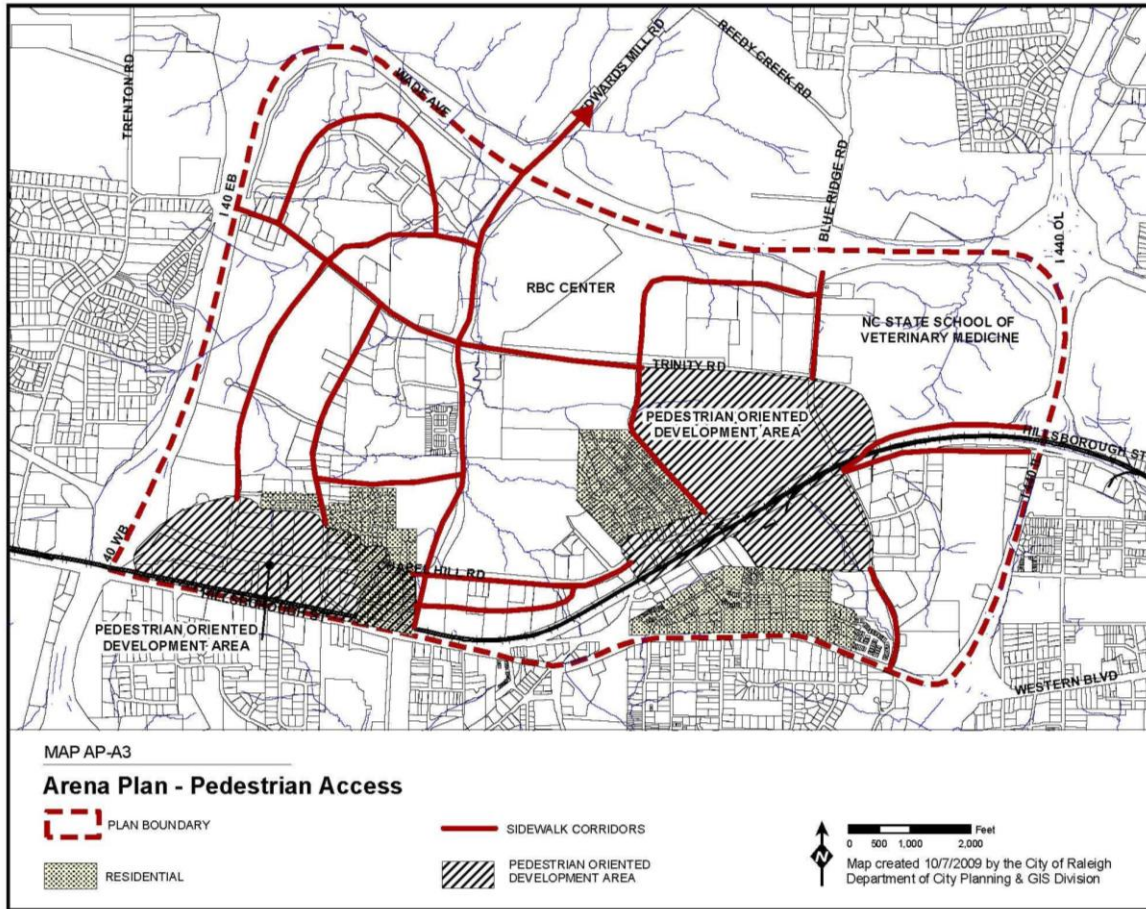 TRENTON RD
WADE AVE
EDWARDS MILL RD
REEDY CREEK RD
BLUE RIDGE RD
I 40 EB
I 440 OL
RBC CENTER
NC STATE SCHOOL OF
VETERINARY MEDICINE
TRINITY RD
PEDESTRIAN ORIENTED
DEVELOPMENT AREA
HILLSBOROUGH ST
I 440 IL
40 WB
CHAPEL HILL RD
HILLSBOROUGH ST
PEDESTRIAN ORIENTED
DEVELOPMENT AREA
WESTERN BLVD
MAP AP-A3
Arena Plan - Pedestrian Access
PLAN BOUNDARY
SIDEWALK CORRIDORS
RESIDENTIAL
PEDESTRIAN ORIENTED
DEVELOPMENT AREA
N
Feet
0 500 1,000 2,000
Map created 10/7/2009 by the City of Raleigh
Department of City Planning & GIS Division